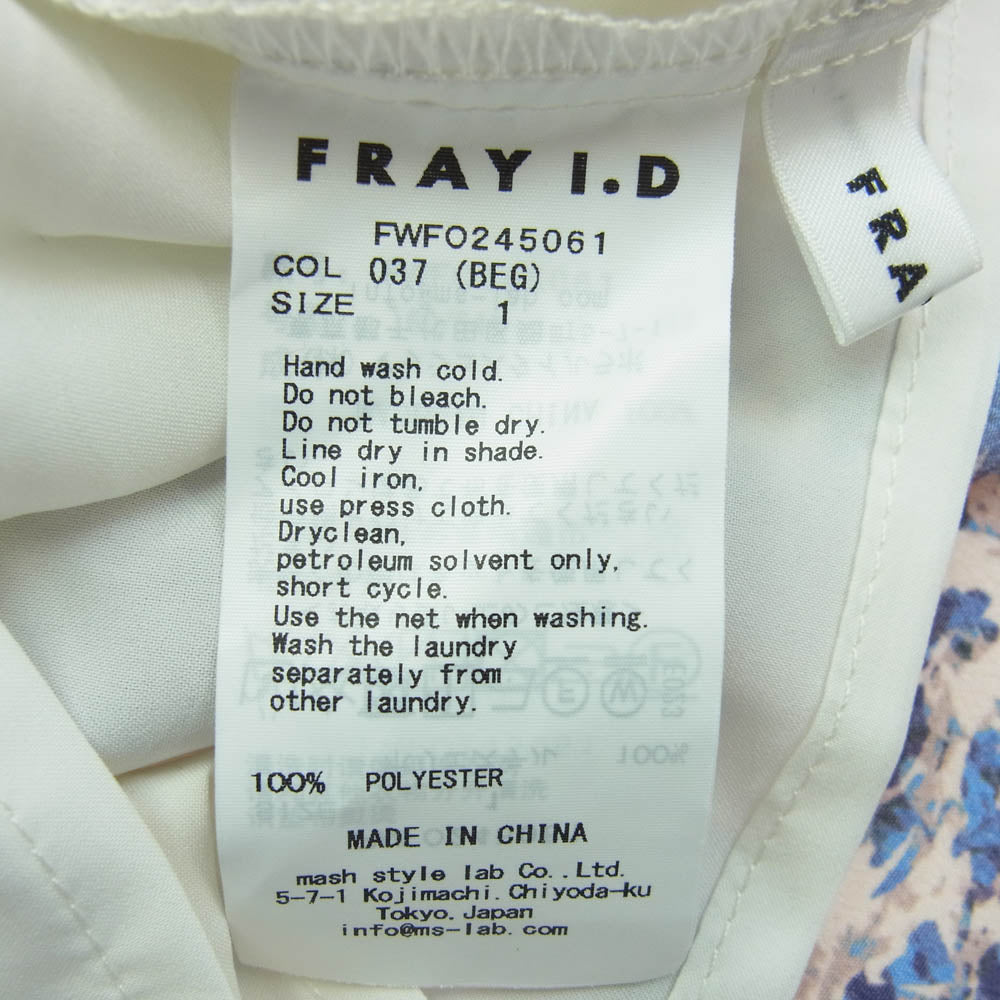 FRAY I.D
FRA
FWFO245061
COL 037 (BEG)
SIZE 1
Hand wash cold.
Do not bleach.
Do not tumble dry.
Line dry in shade.
Cool iron,
use press cloth.
Dryclean,
petroleum solvent only,
short cycle.
Use the net when washing.
Wash the laundry
separately from
other laundry.
100% POLYESTER
MADE IN CHINA
mash style lab Co..Ltd.
5-7-1 Kojimachi.Chiyoda-ku
Tokyo.Japan
info@ms-lab.com